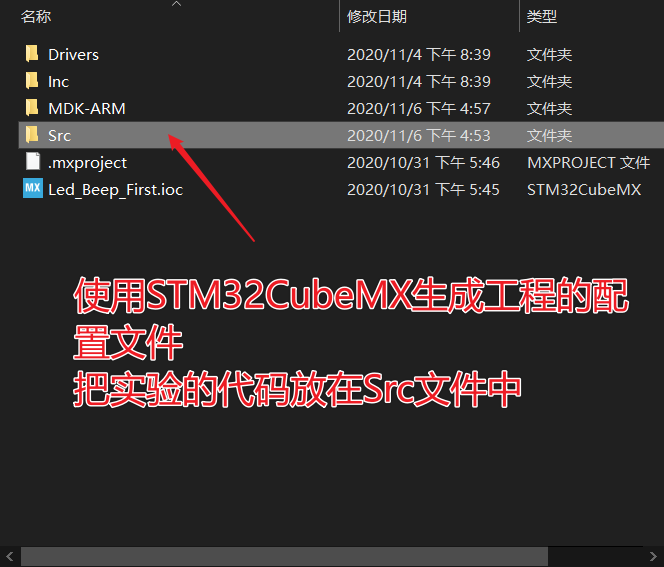 名称 修改日期 类型
Drivers 2020/11/4 下午 8:39 文件夹
Inc 2020/11/4 下午 8:39 文件夹
MDK-ARM 2020/11/6 下午 4:57 文件夹
Src 2020/11/6 下午 4:53 文件夹
.mxproject 2020/10/31 下午 5:46 MXPROJECT 文件
MX Led_Beep_First.ioc 2020/10/31 下午 5:45 STM32CubeMX
使用STM32CubeMX生成工程的配
置文件
把实验的代码放在Src文件中